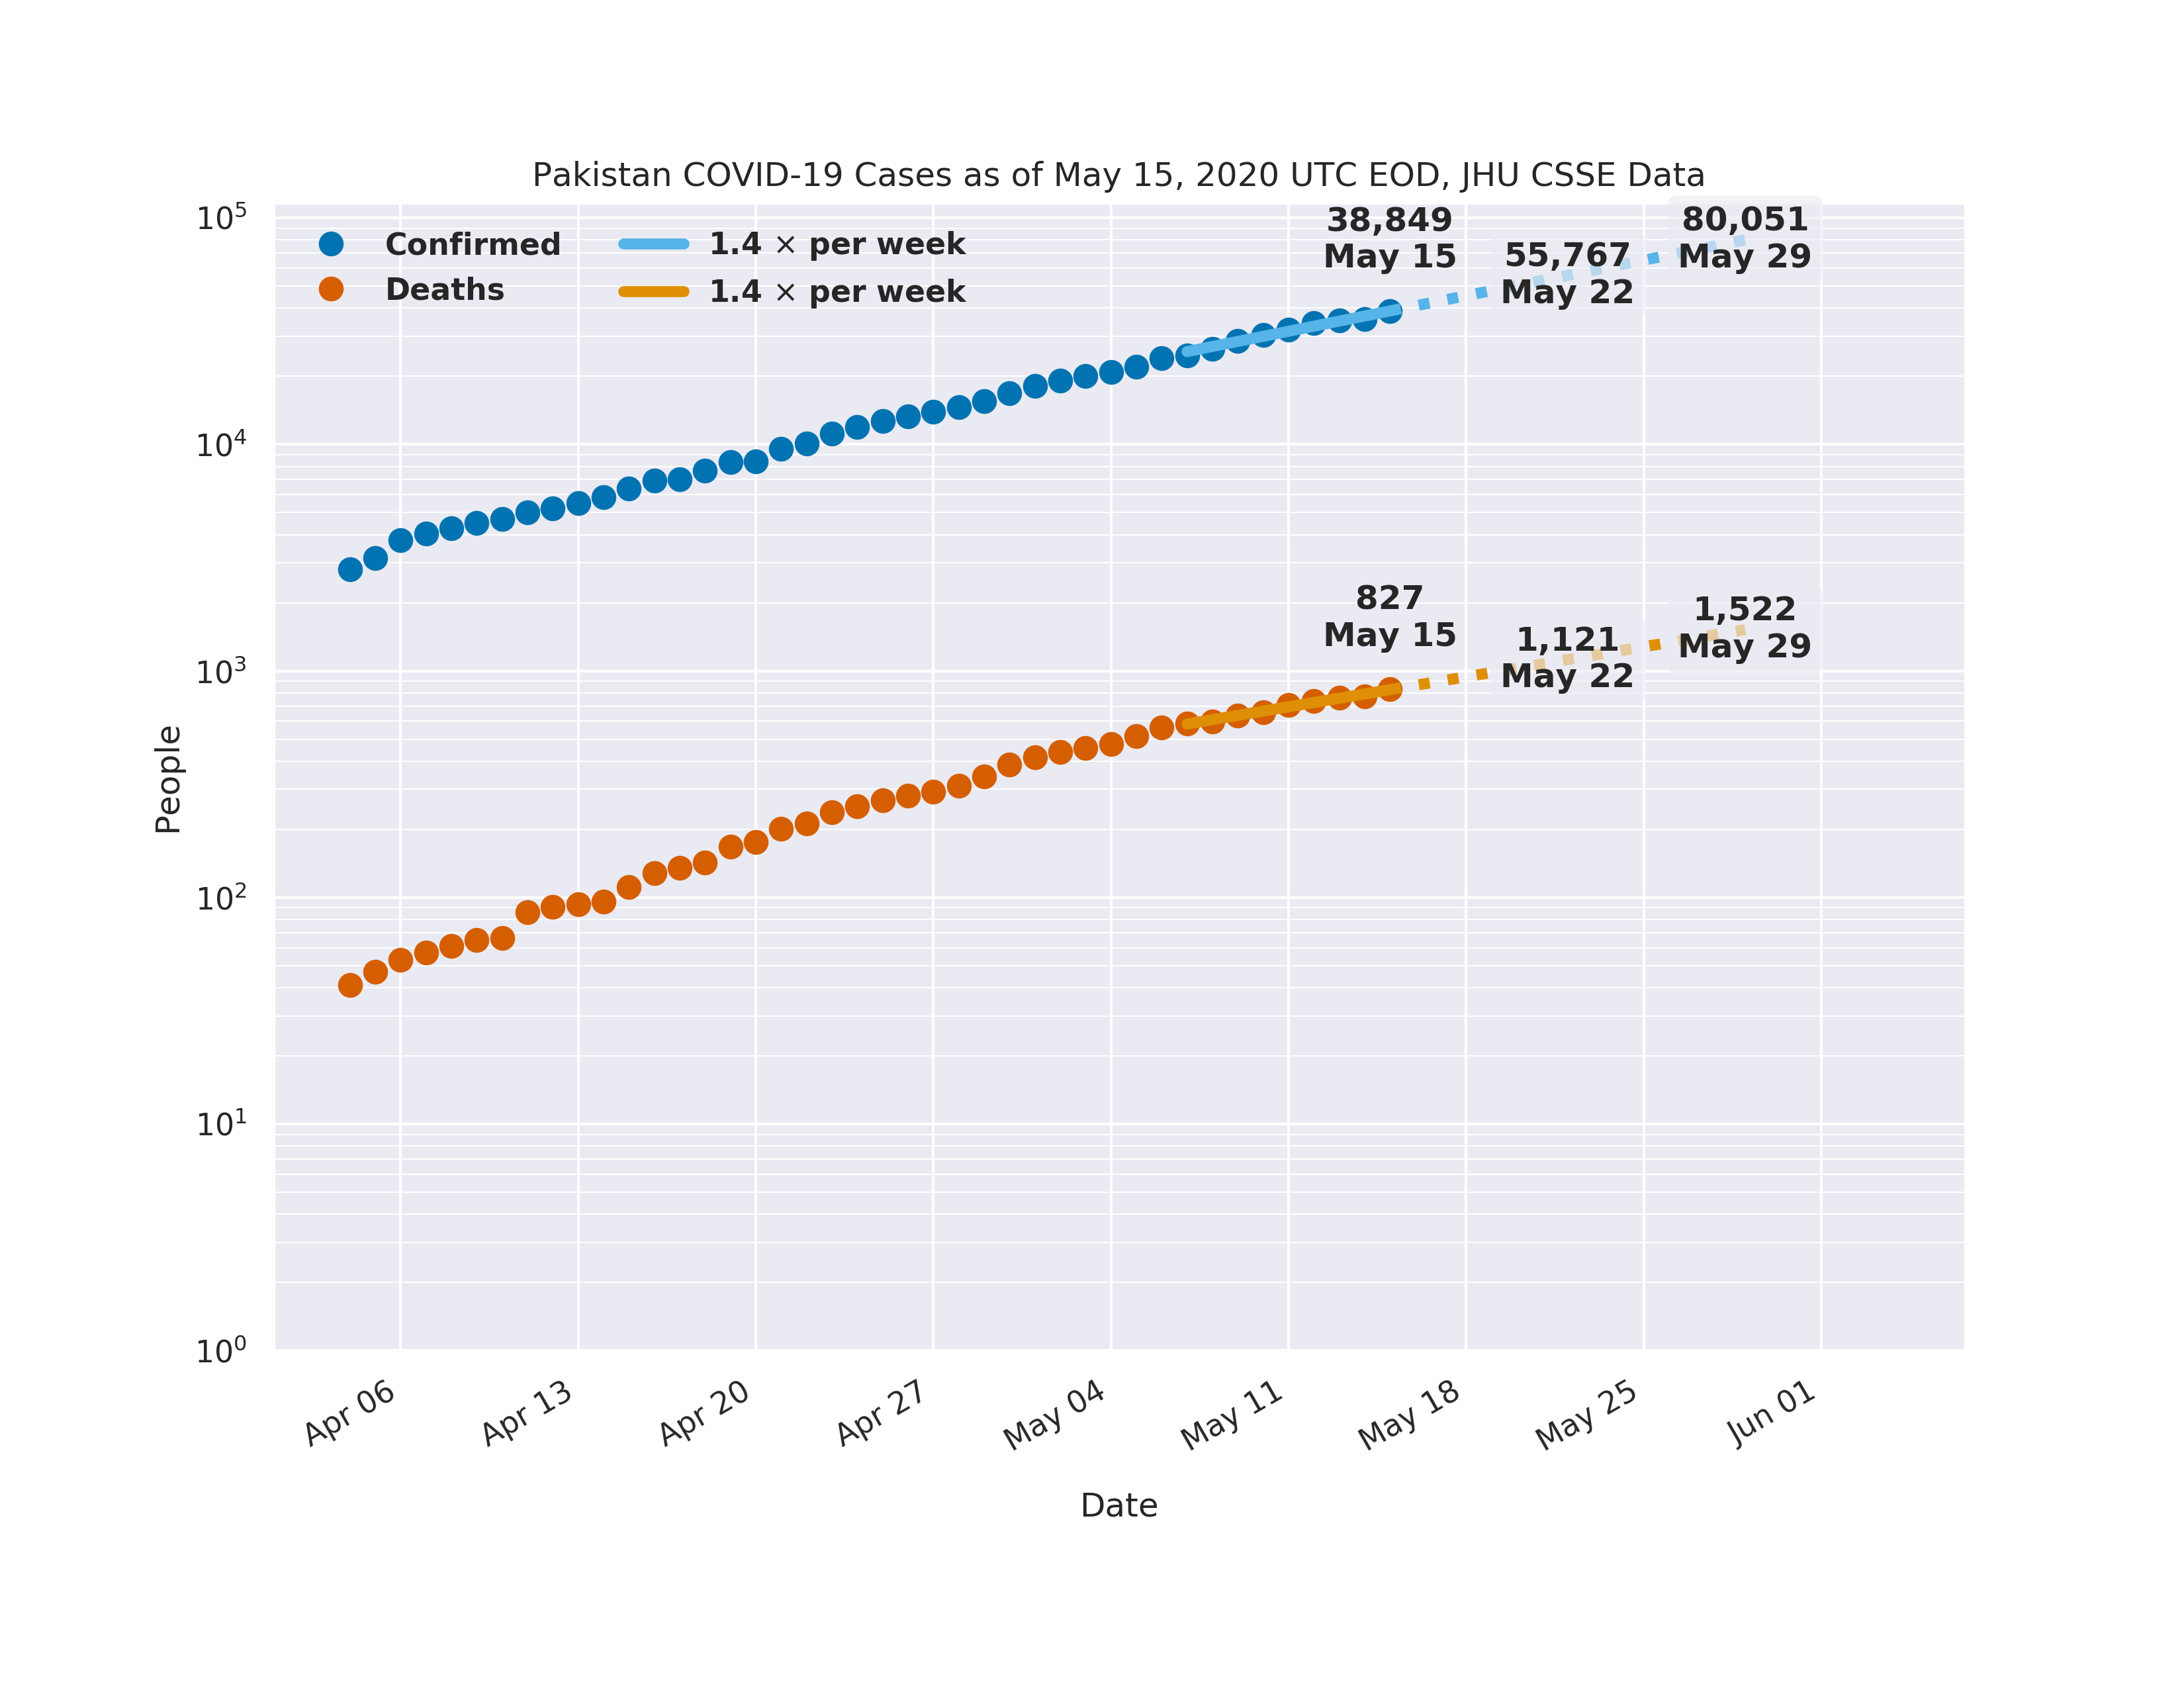 Pakistan COVID-19 Cases as of May 15, 2020 UTC EOD, JHU CSSE Data
Confirmed
Deaths
1.4 × per week
1.4 × per week
38,849
May 15
55,767
May 22
80,051
May 29
827
May 15
1,121
May 22
1,522
May 29
People
10⁵
10⁴
10³
10²
10¹
10⁰
Apr 06
Apr 13
Apr 20
Apr 27
May 04
May 11
May 18
May 25
Jun 01
Date